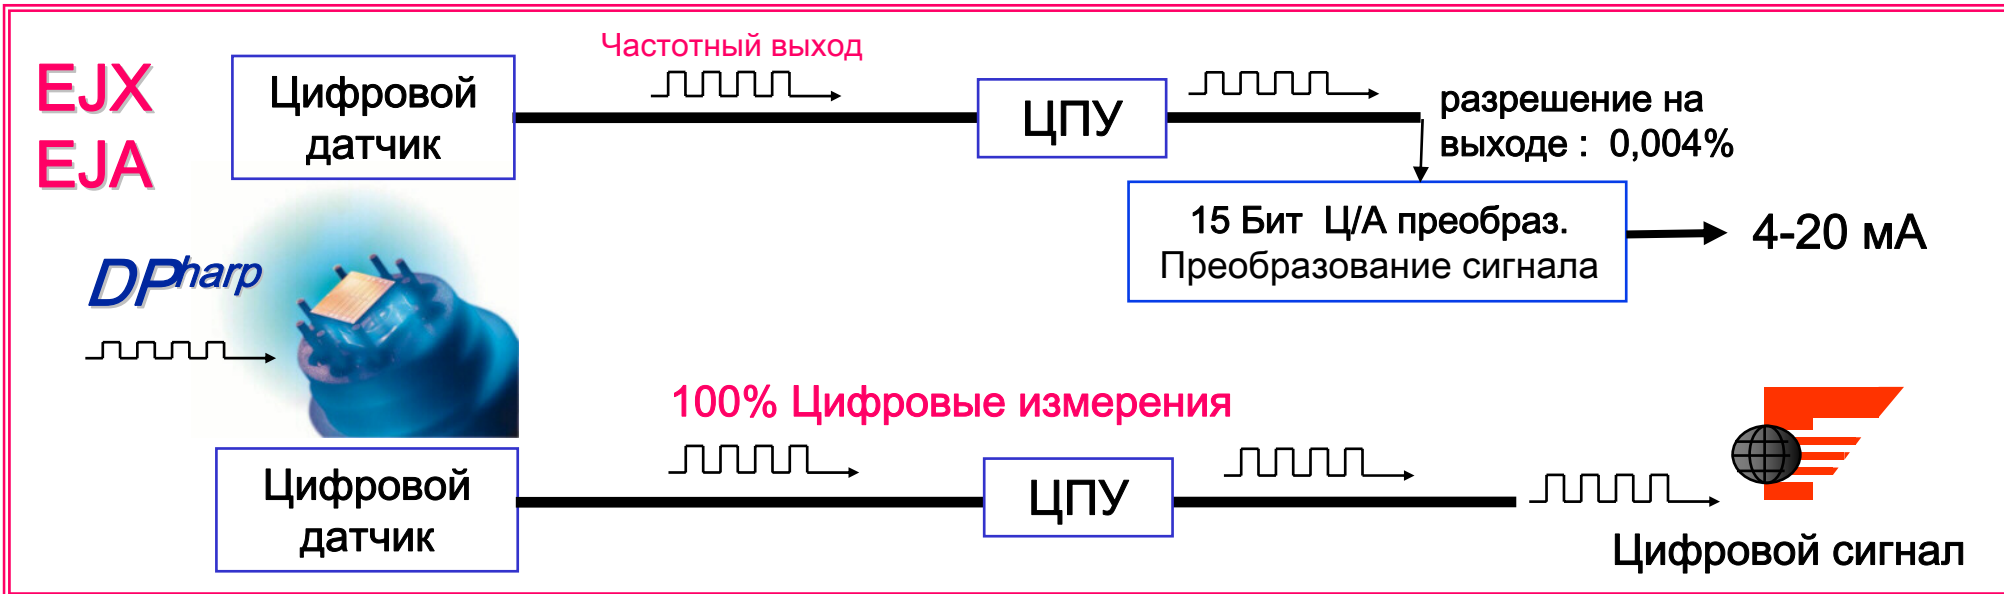 EJX
EJA
Цифровой
датчик
Частотный выход
ЦПУ
разрешение на
выходе : 0,004%
15 Бит Ц/А преобраз.
Преобразование сигнала
4-20 мА
DPharp
100% Цифровые измерения
Цифровой
датчик
ЦПУ
Цифровой сигнал